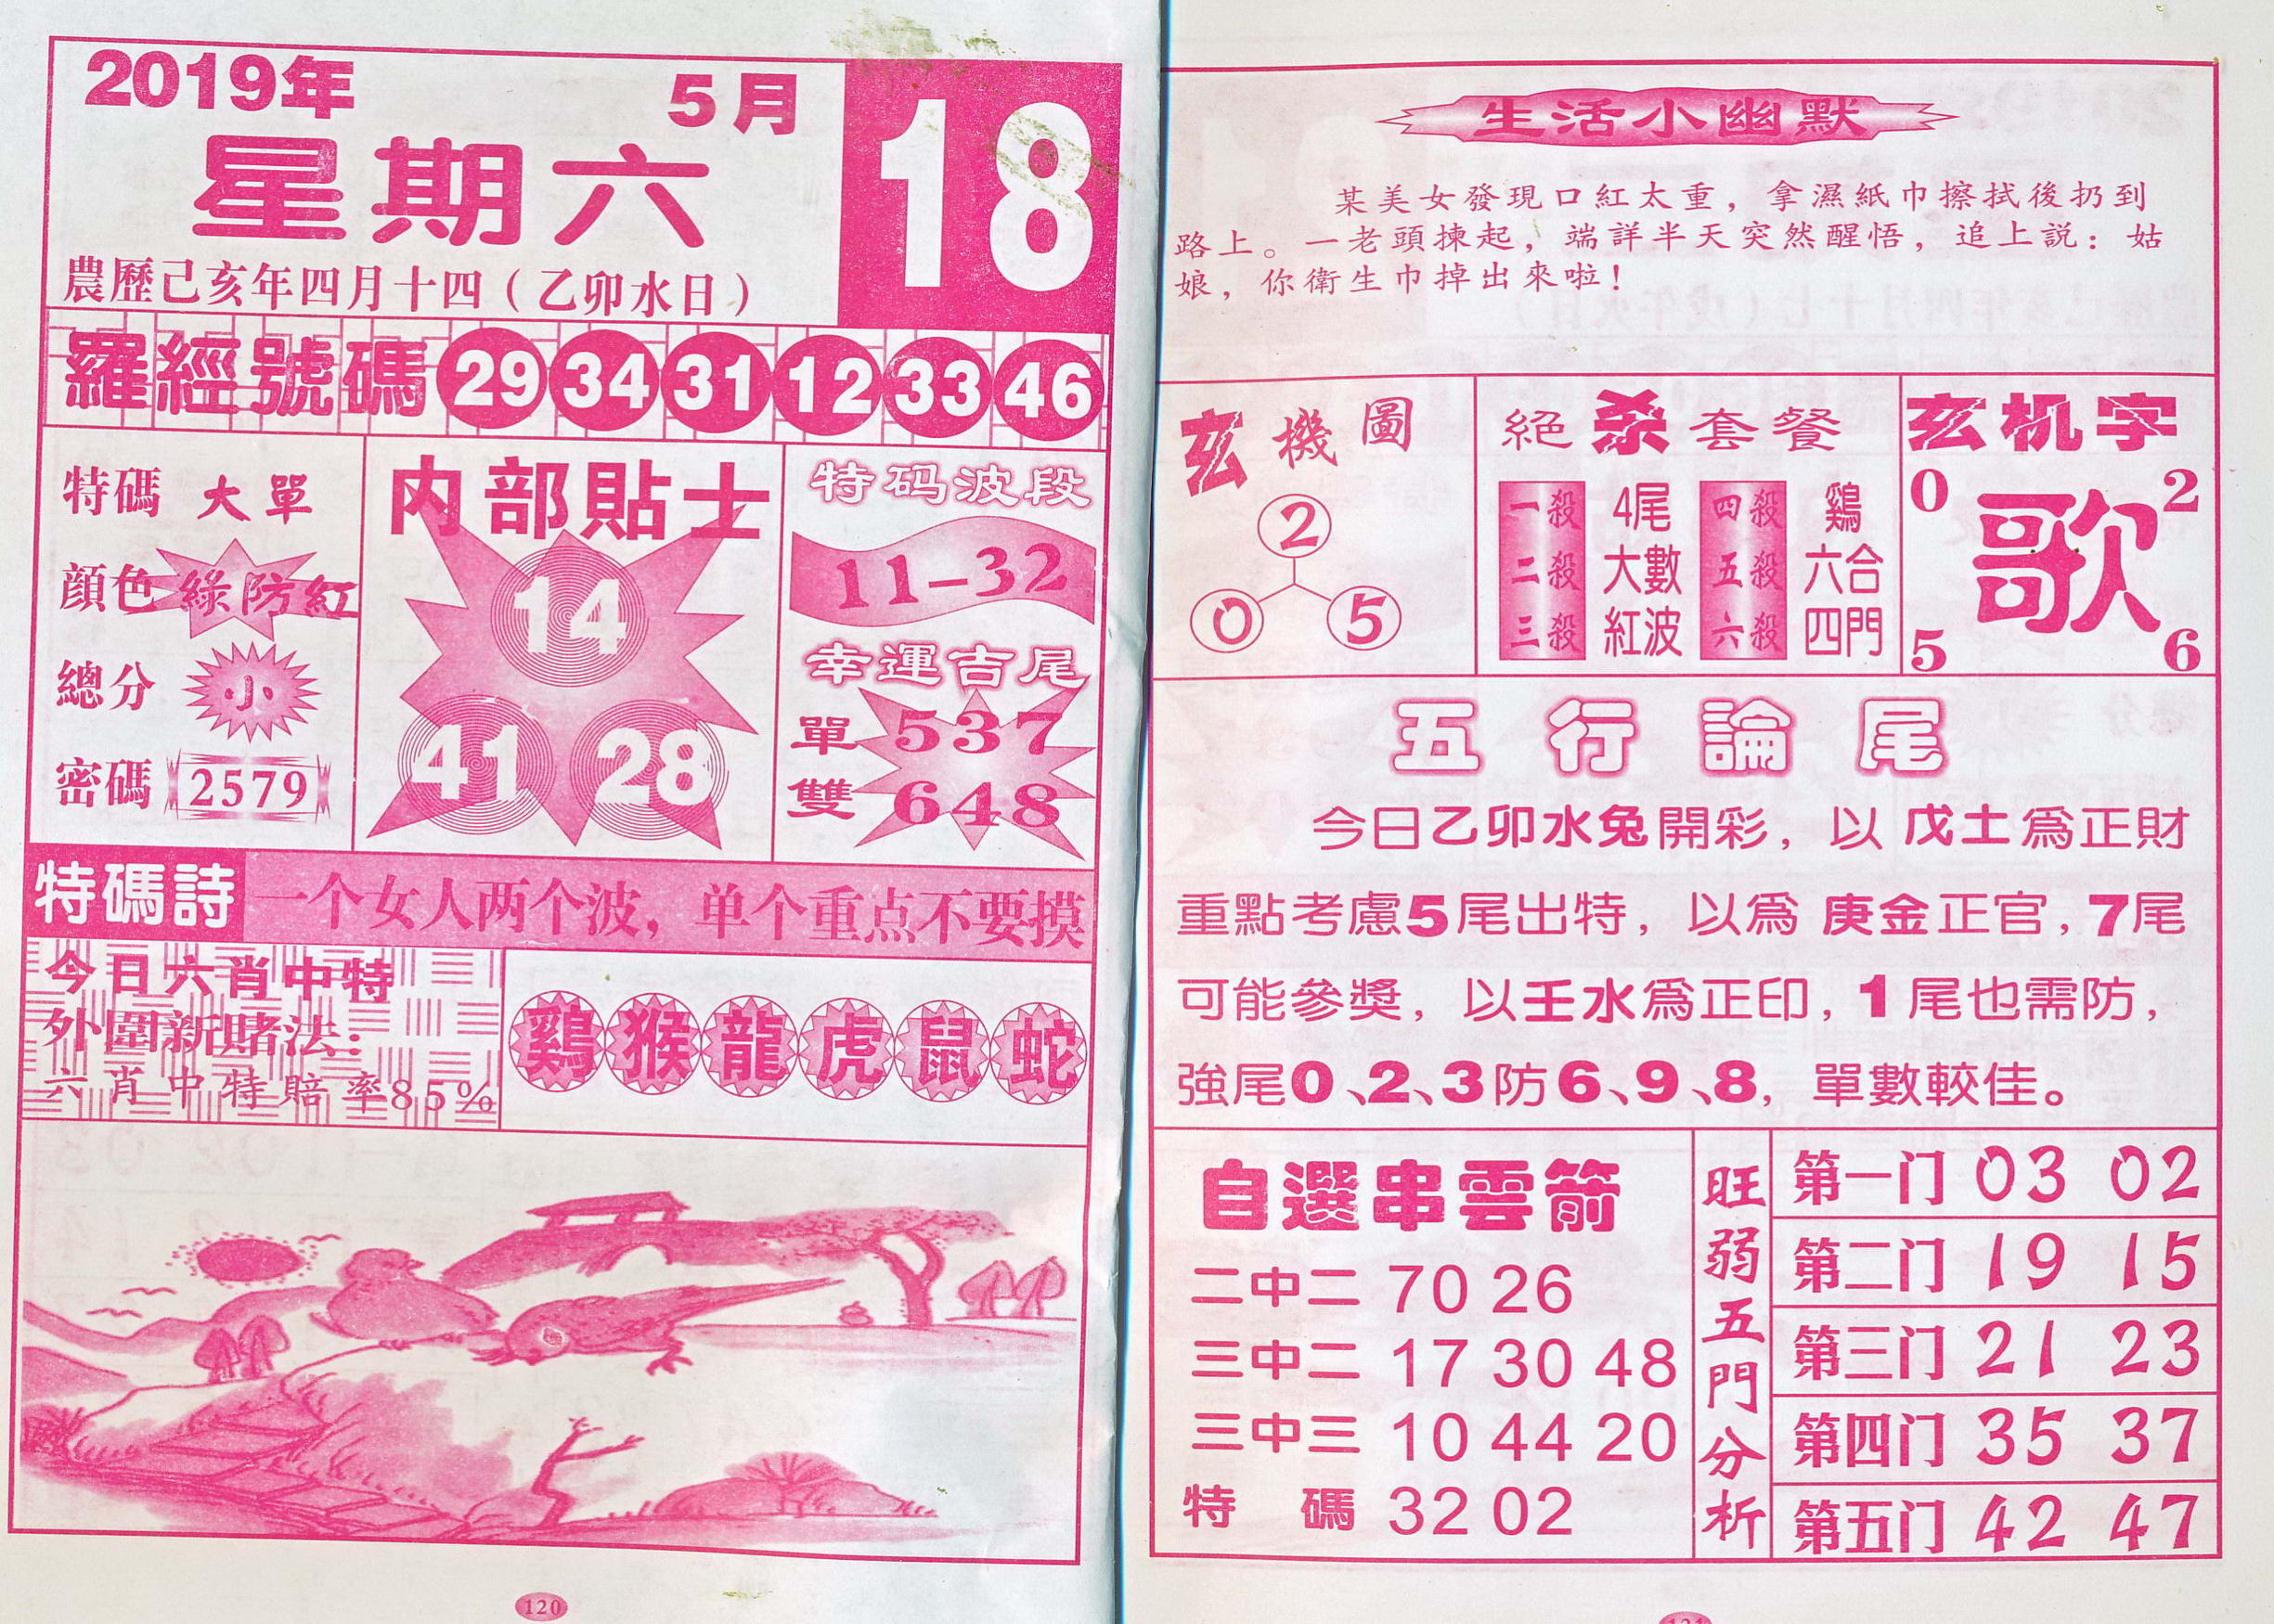 2019年
5月
18
星期六
農歷己亥年四月十四（乙卯水日）
羅經號碼 29 34 31 12 33 46
特碼 大單
顔色 綠防紅
總分 小
密碼 2579
内部貼士
14
41 28
特码波段
11–32
幸運吉尾
單 537
雙 648
特碼詩 一个女人两个波，单个重点不要摸
今日六肖中特
外圍新賭法：
六肖中特賠率85%
鷄 猴 龍 虎 鼠 蛇
120
生活小幽默
某美女發現口紅太重，拿濕紙巾擦拭後扔到
路上。一老頭揀起，端詳半天突然醒悟，追上説：姑
娘，你衛生巾掉出來啦！
玄機圖
2
0 5
絕杀套餐
一殺 4尾 四殺 鷄
二殺 大數 五殺 六合
三殺 紅波 六殺 四門
玄机字
0 2
歌
5 6
五行論尾
今日乙卯水兔開彩，以戊土爲正財
重點考慮5尾出特，以爲庚金正官，7尾
可能參獎，以壬水爲正印，1尾也需防，
強尾0、2、3防6、9、8，單數較佳。
自選串雲箭
二中二 70 26
三中二 17 30 48
三中三 10 44 20
特碼 32 02
旺弱五門分析
第一门 03 02
第二门 19 15
第三门 21 23
第四门 35 37
第五门 42 47